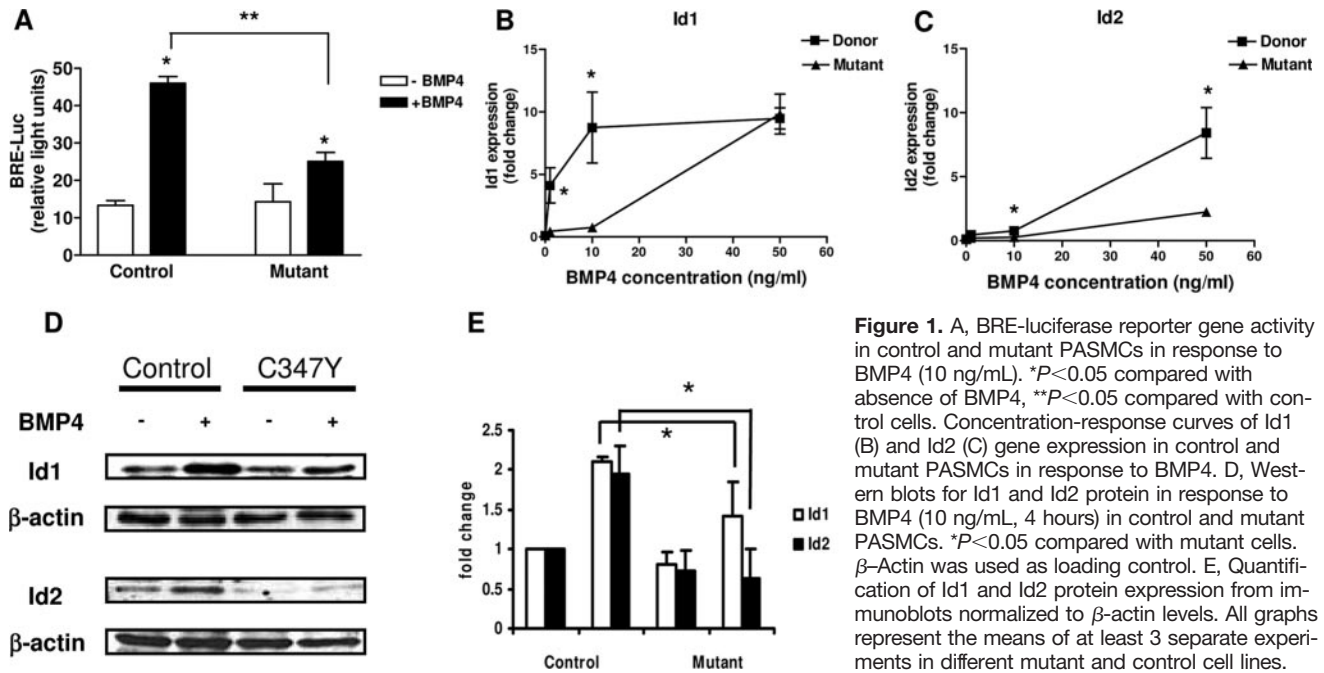 A
**
50
40
30
20
10
0
BRE-Luc
(relative light units)
*
*
Control
Mutant
- BMP4
+BMP4
B
Id1
Donor
Mutant
15
10
5
0
Id1 expression
(fold change)
*
*
0 10 20 30 40 50 60
BMP4 concentration (ng/ml)
C
Id2
Donor
Mutant
15
10
5
0
Id2 expression
(fold change)
*
*
0 10 20 30 40 50 60
BMP4 concentration (ng/ml)
D
Control C347Y
BMP4 - + - +
Id1
β-actin
Id2
β-actin
E
*
*
2.5
2
1.5
1
0.5
0
fold change
Id1
Id2
Control Mutant
Figure 1. A, BRE-luciferase reporter gene activity
in control and mutant PASMCs in response to
BMP4 (10 ng/mL). *P<0.05 compared with
absence of BMP4, **P<0.05 compared with con-
trol cells. Concentration-response curves of Id1
(B) and Id2 (C) gene expression in control and
mutant PASMCs in response to BMP4. D, West-
ern blots for Id1 and Id2 protein in response to
BMP4 (10 ng/mL, 4 hours) in control and mutant
PASMCs. *P<0.05 compared with mutant cells.
β–Actin was used as loading control. E, Quantifi-
cation of Id1 and Id2 protein expression from im-
munoblots normalized to β-actin levels. All graphs
represent the means of at least 3 separate experi-
ments in different mutant and control cell lines.